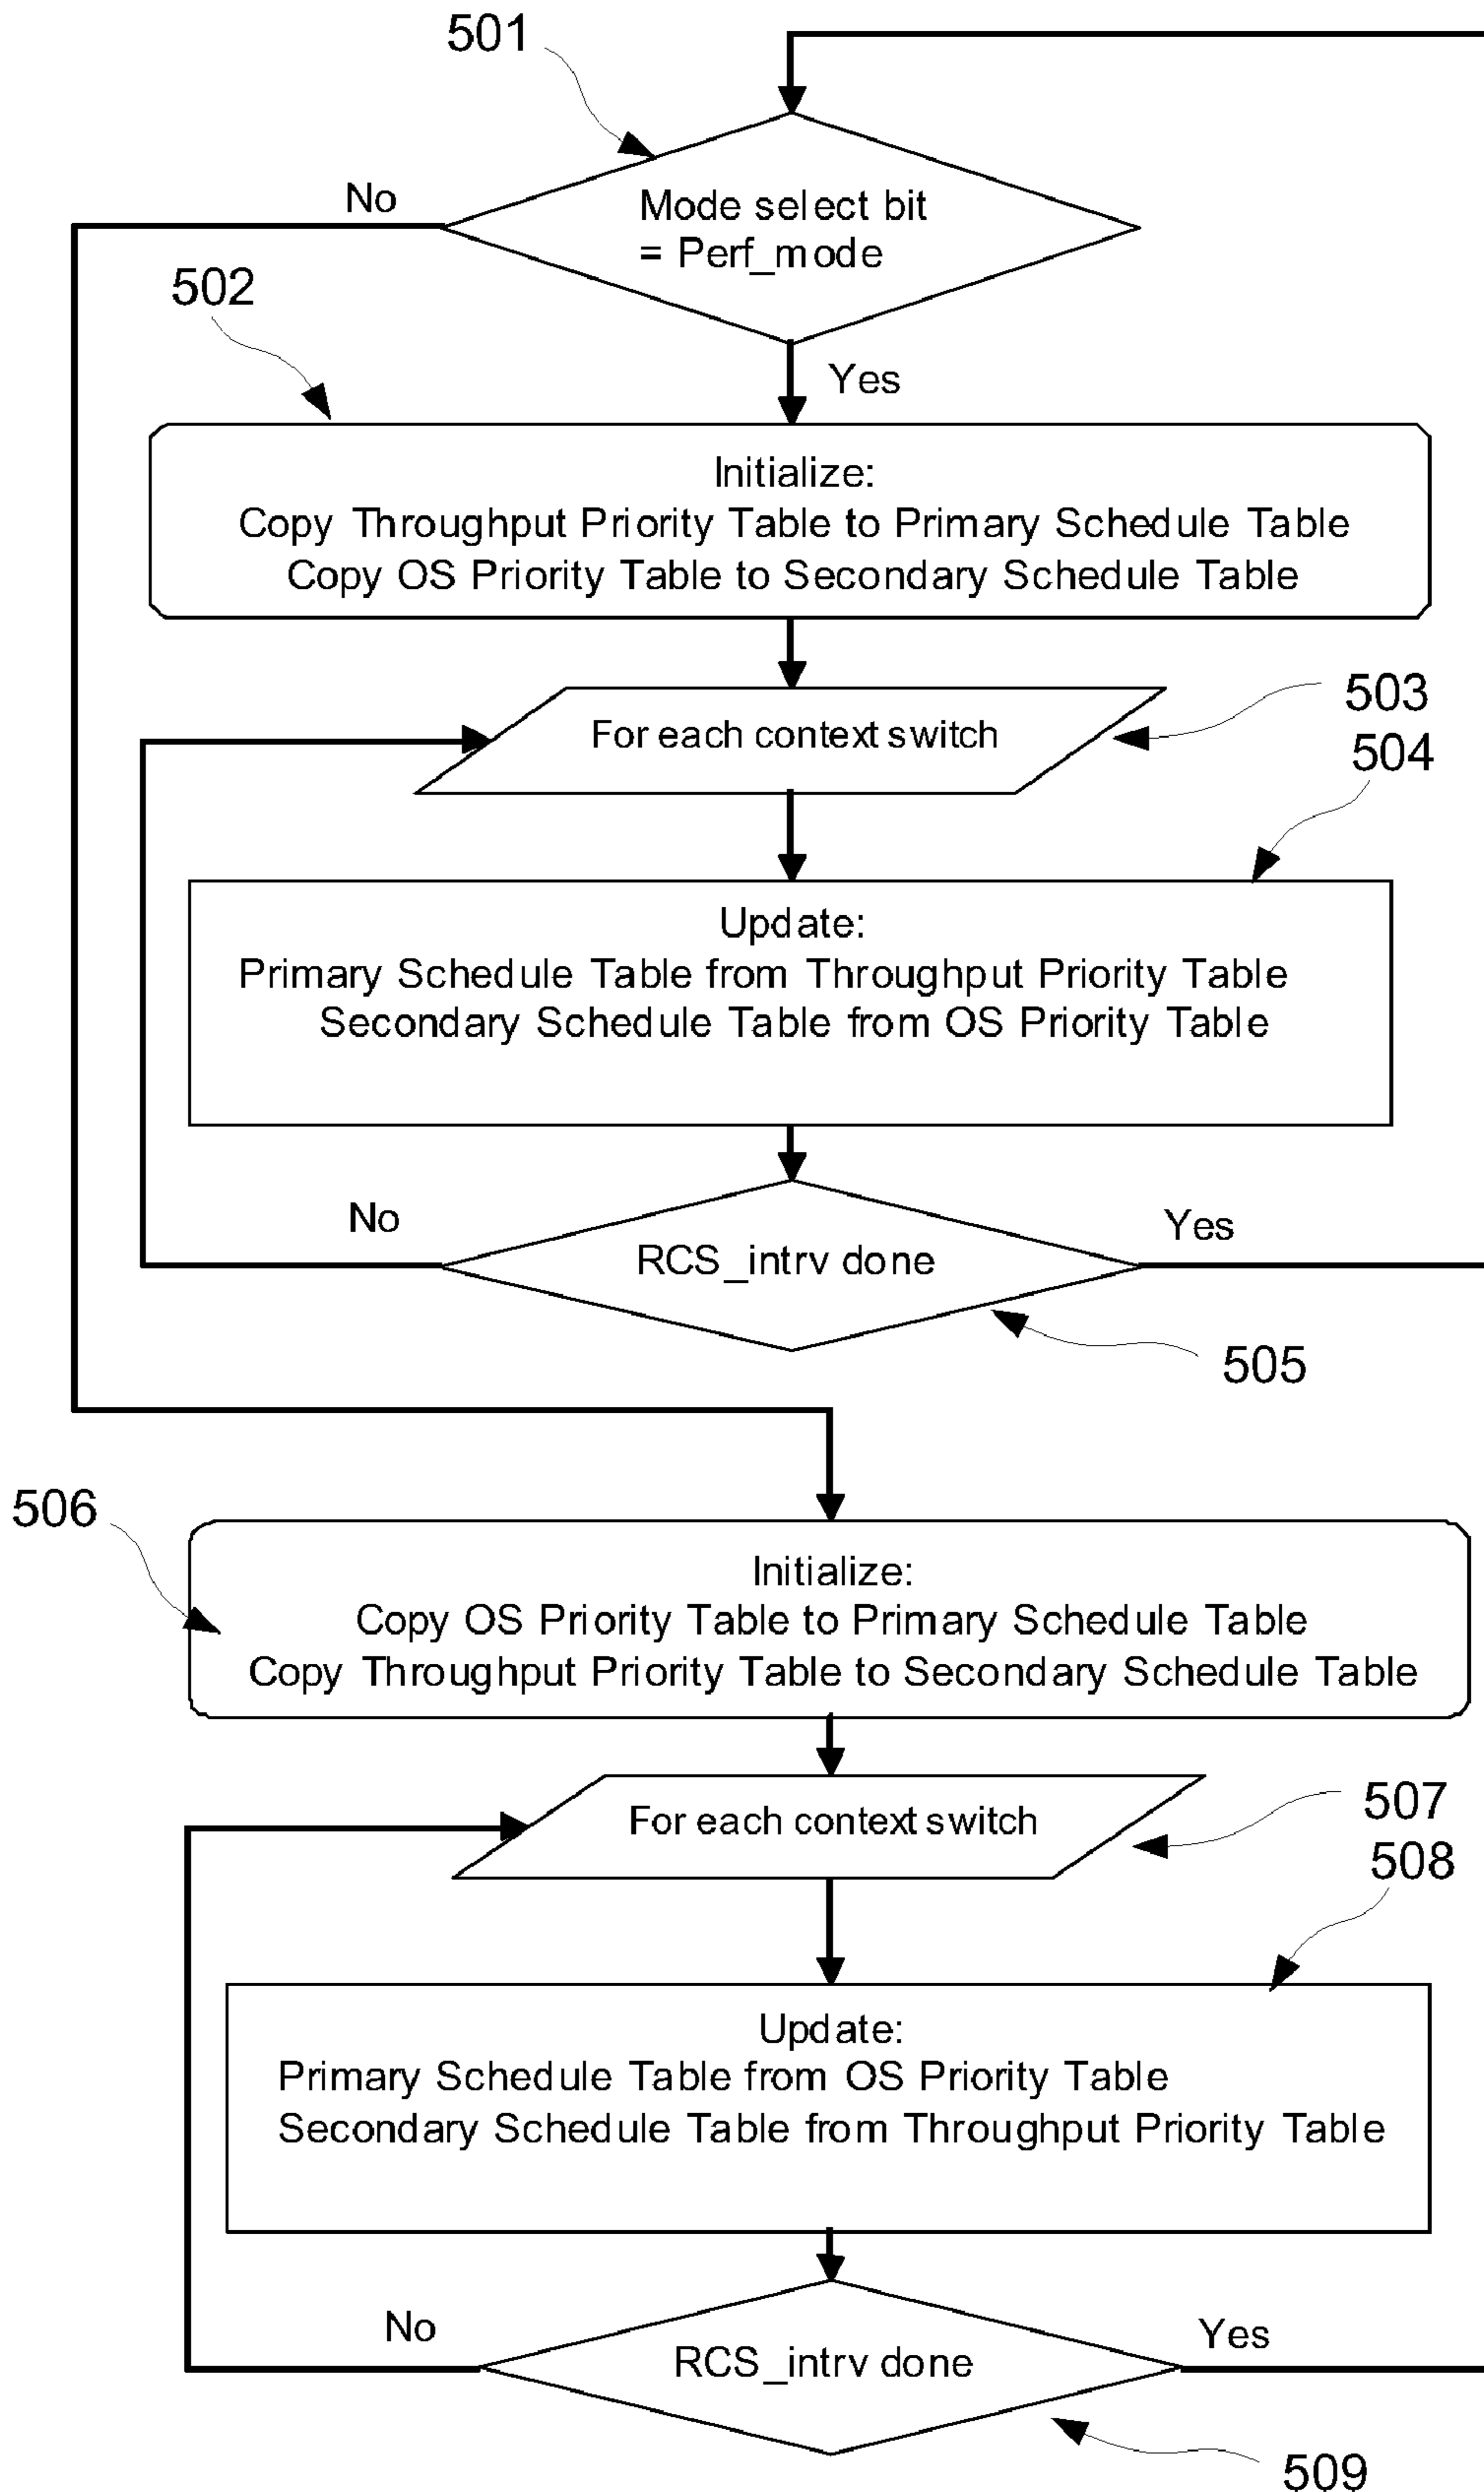 501
Mode select bit
= Perf_mode
No
502
Yes
Initialize:
Copy Throughput Priority Table to Primary Schedule Table
Copy OS Priority Table to Secondary Schedule Table
For each context switch
503
504
Update:
Primary Schedule Table from Throughput Priority Table
Secondary Schedule Table from OS Priority Table
No
RCS_intrv done
Yes
505
506
Initialize:
Copy OS Priority Table to Primary Schedule Table
Copy Throughput Priority Table to Secondary Schedule Table
For each context switch
507
508
Update:
Primary Schedule Table from OS Priority Table
Secondary Schedule Table from Throughput Priority Table
No
RCS_intrv done
Yes
509